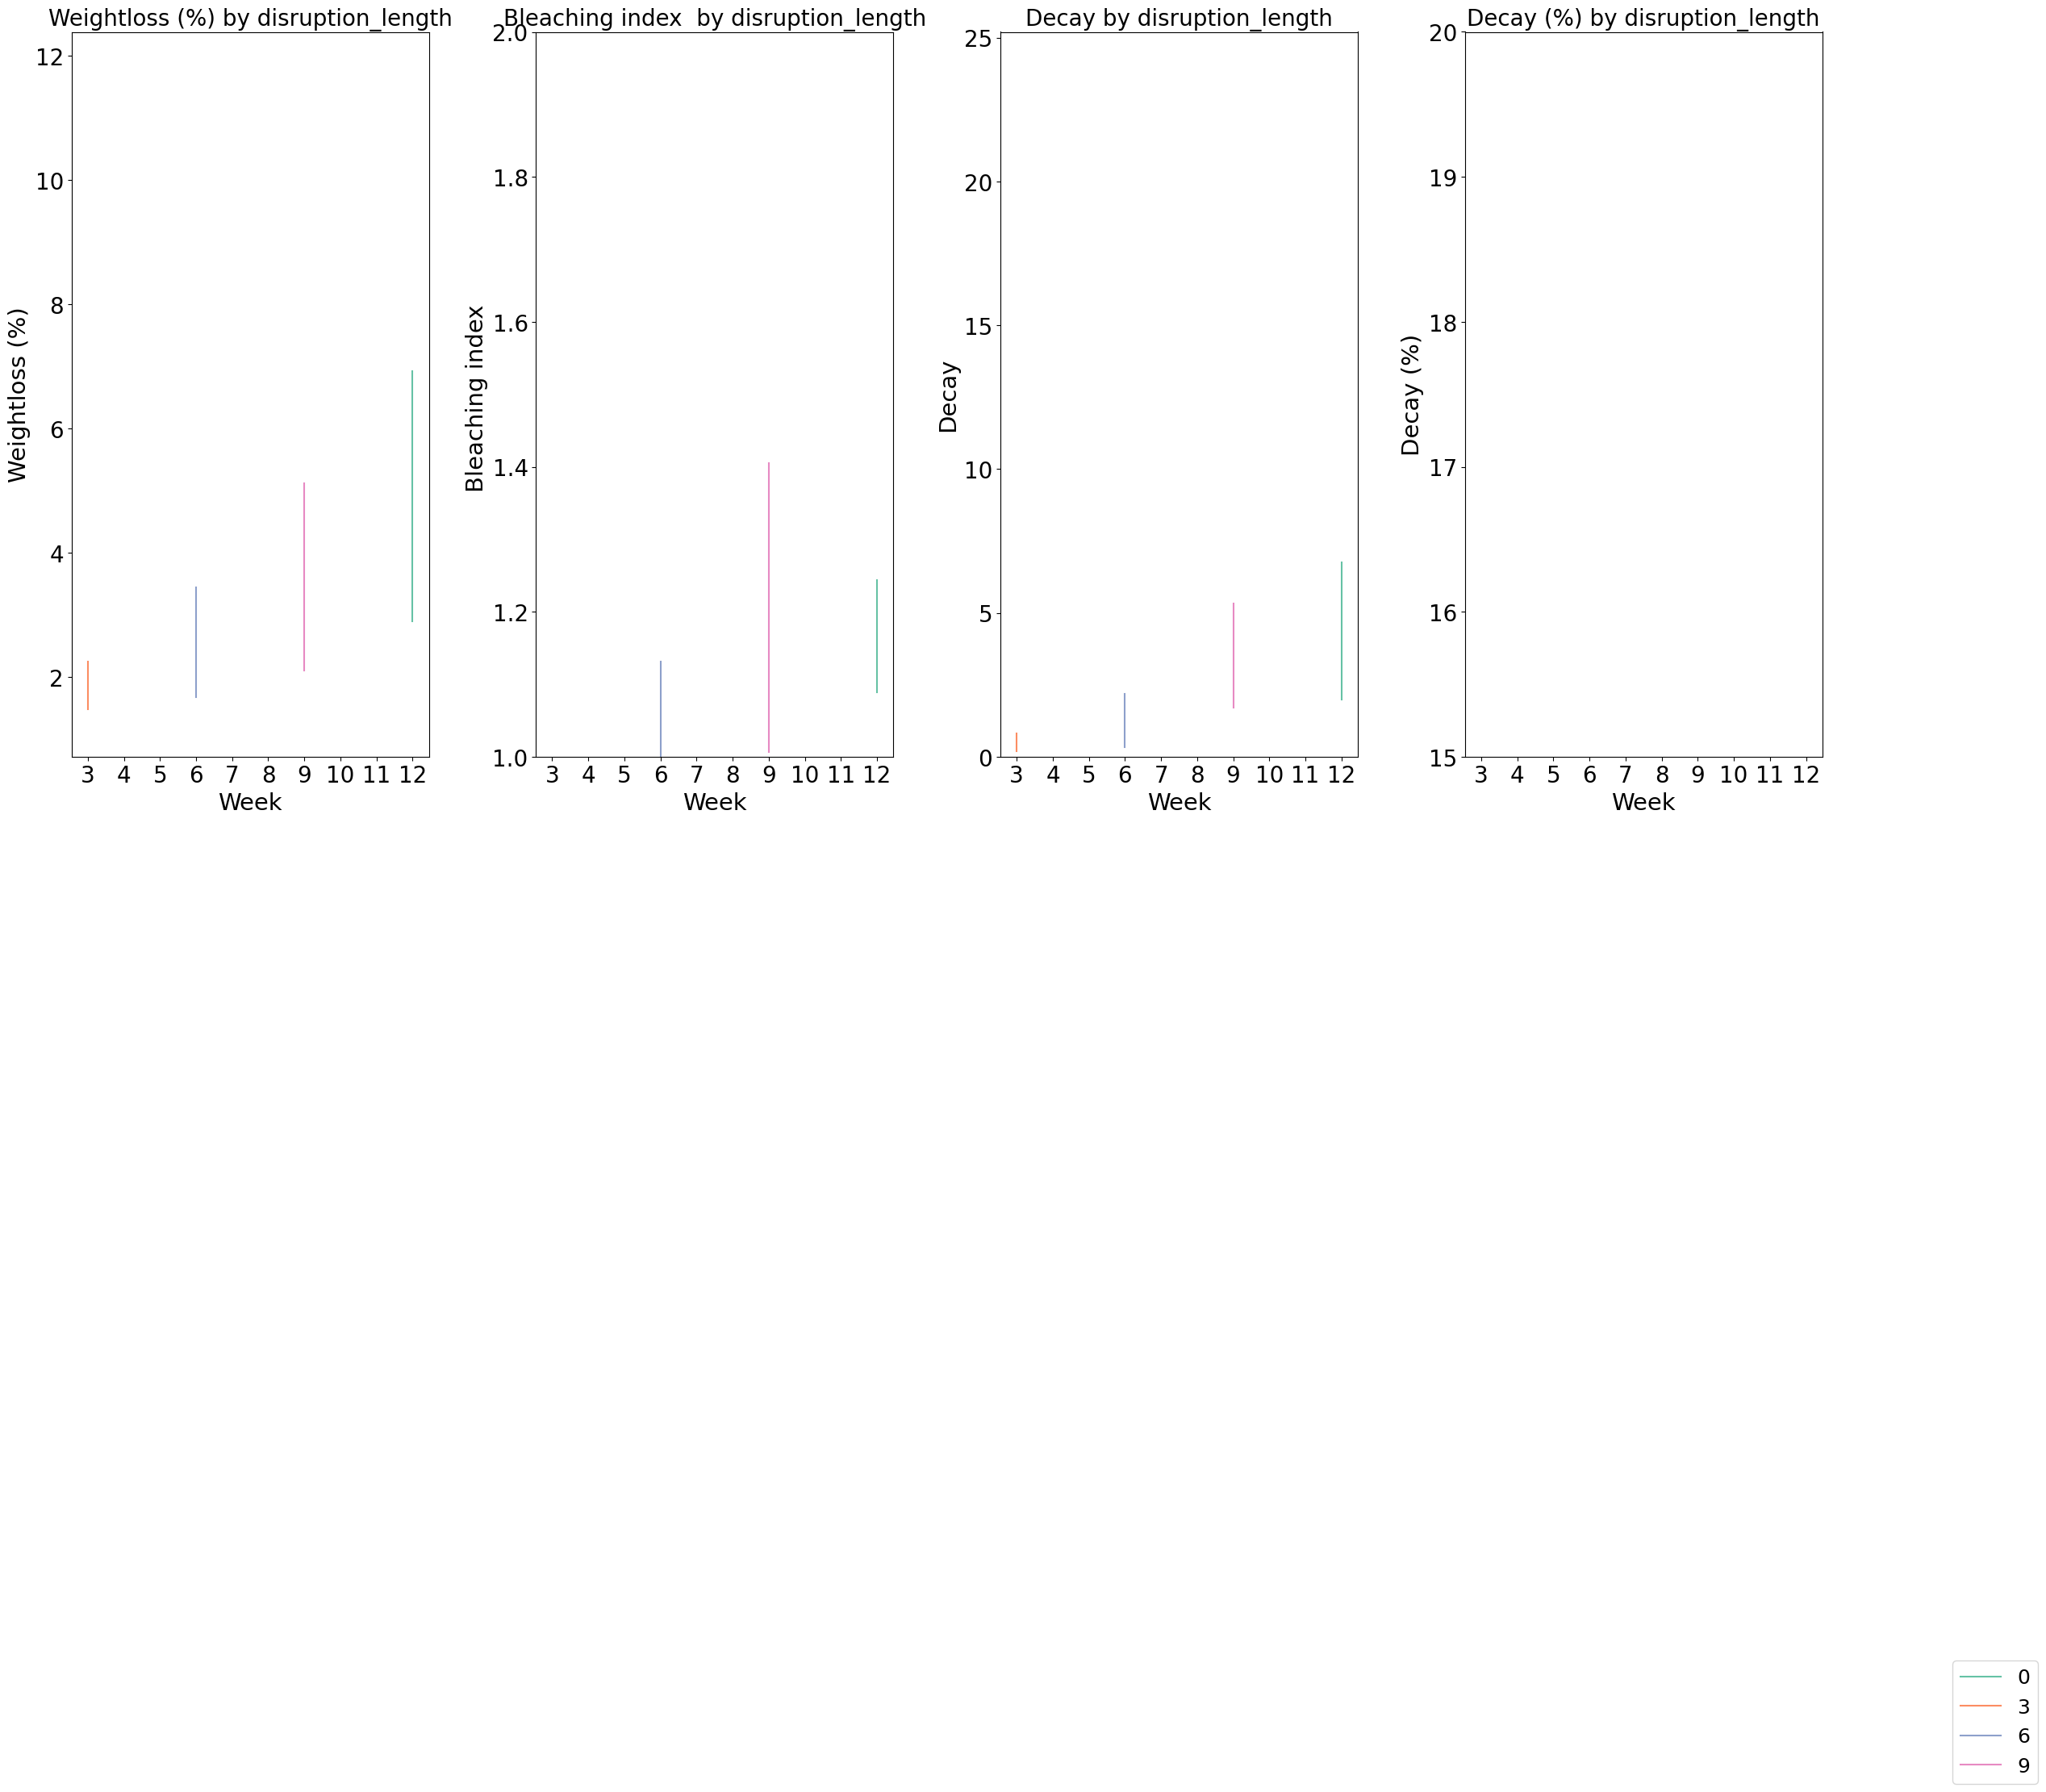 Weightloss (%) by disruption_length
Weightloss (%)
12
10
8
6
4
2
3 4 5 6 7 8 9 10 11 12
Week
Bleaching index  by disruption_length
Bleaching index
2.0
1.8
1.6
1.4
1.2
1.0
3 4 5 6 7 8 9 10 11 12
Week
Decay by disruption_length
Decay
25
20
15
10
5
0
3 4 5 6 7 8 9 10 11 12
Week
Decay (%) by disruption_length
Decay (%)
20
19
18
17
16
15
3 4 5 6 7 8 9 10 11 12
Week
0
3
6
9